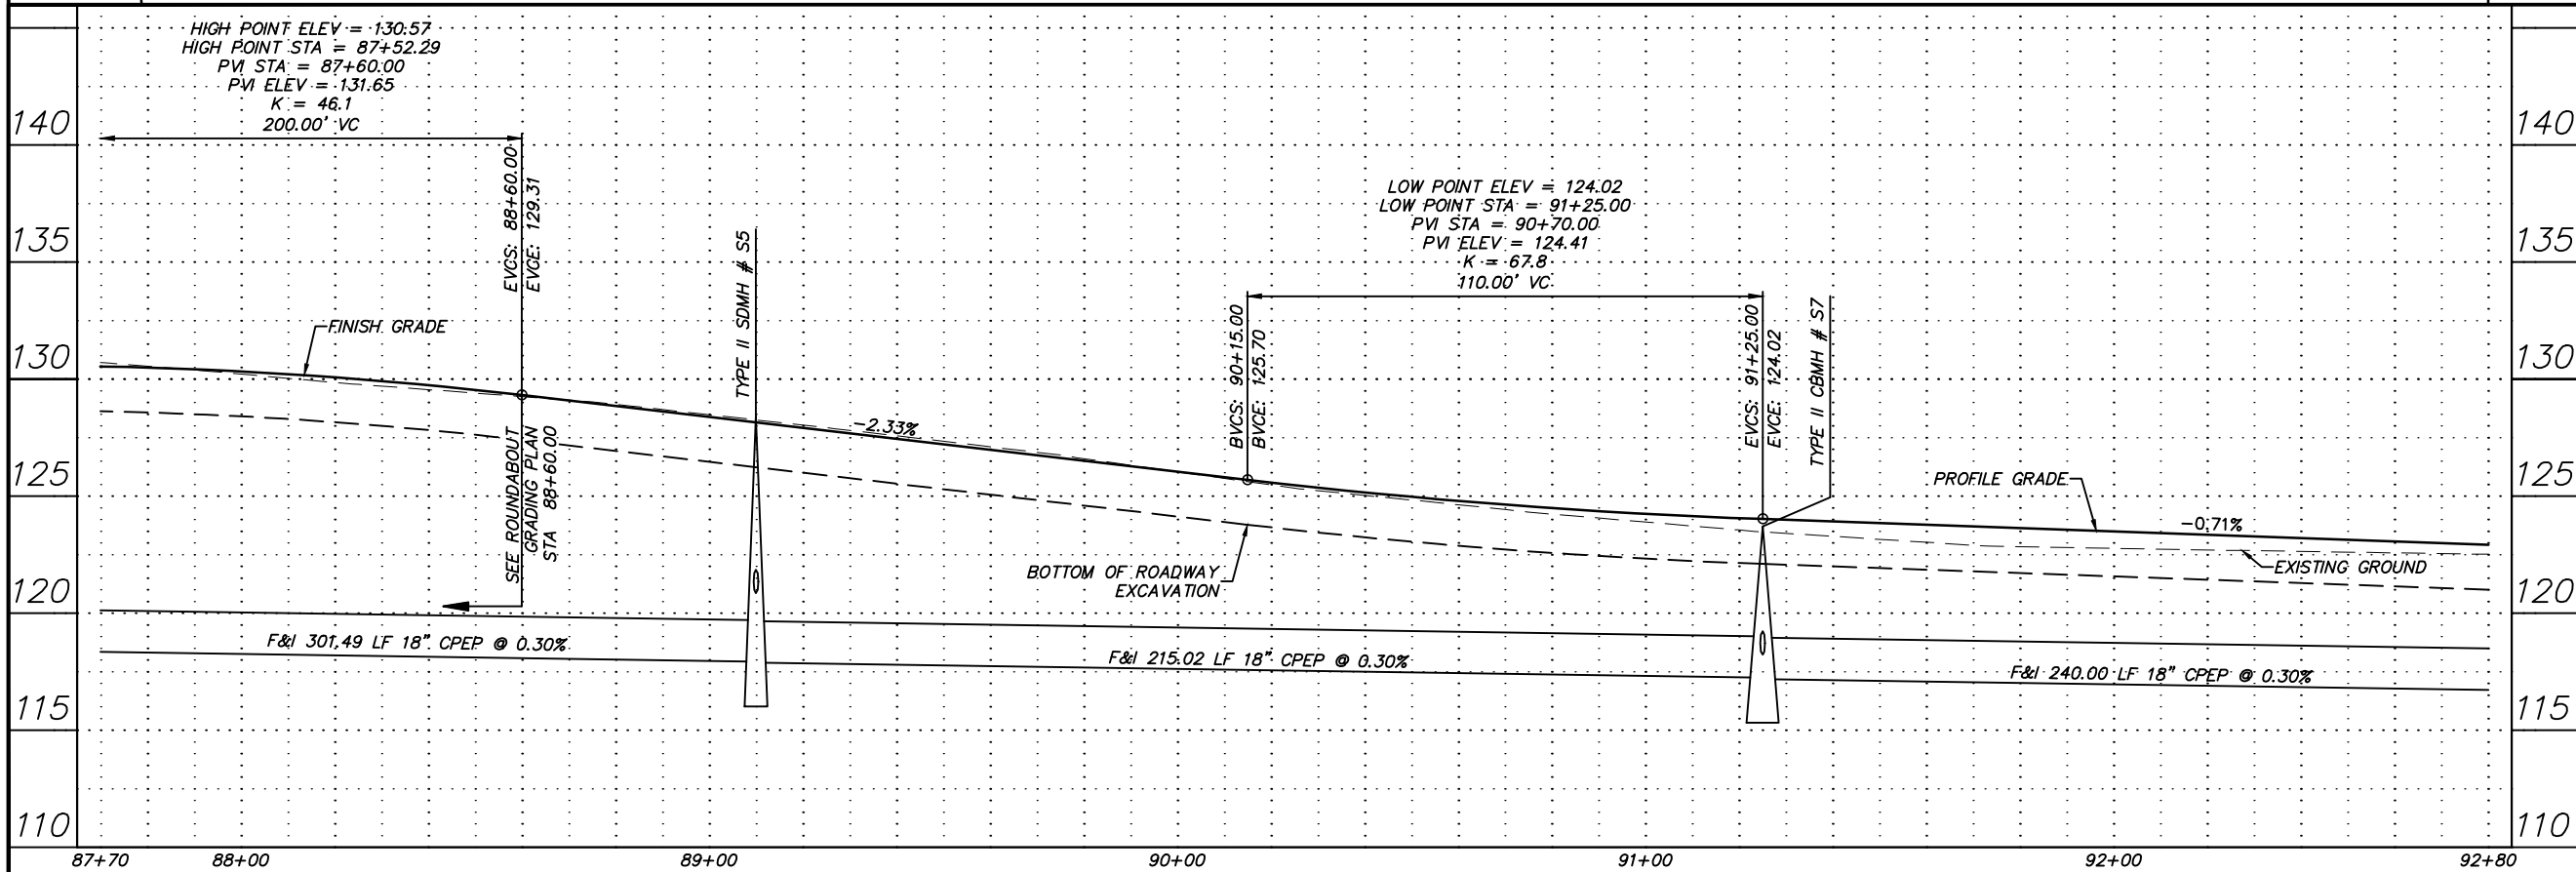 HIGH POINT ELEV = 130.57
HIGH POINT STA = 87+52.29
PVI STA = 87+60.00
PVI ELEV = 131.65
K = 46.1
200.00' VC
EVCS: 88+60.00
EVCE: 129.31
LOW POINT ELEV = 124.02
LOW POINT STA = 91+25.00
PVI STA = 90+70.00
PVI ELEV = 124.41
K = 67.8
110.00' VC
TYPE II SDMH # S5
BVCS: 90+15.00
BVCE: 125.70
EVCS: 91+25.00
EVCE: 124.02
TYPE II CBMH # S7
FINISH GRADE
-2.33%
PROFILE GRADE
-0.71%
EXISTING GROUND
SEE ROUNDABOUT
GRADING PLAN
STA 88+60.00
BOTTOM OF ROADWAY
EXCAVATION
F&I 301.49 LF 18" CPEP @ 0.30%
F&I 215.02 LF 18" CPEP @ 0.30%
F&I 240.00 LF 18" CPEP @ 0.30%
140
135
130
125
120
115
110
140
135
130
125
120
115
110
87+70
88+00
89+00
90+00
91+00
92+00
92+80